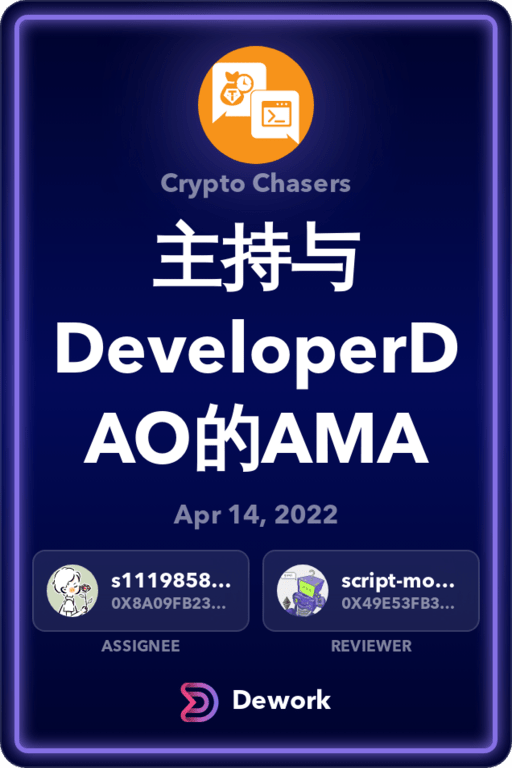 Crypto Chasers
主持与
DeveloperD
AO的AMA
Apr 14, 2022
s1119858...
0X8A09FB23...
ASSIGNEE
script-mo...
0X49E53FB3...
REVIEWER
Dework